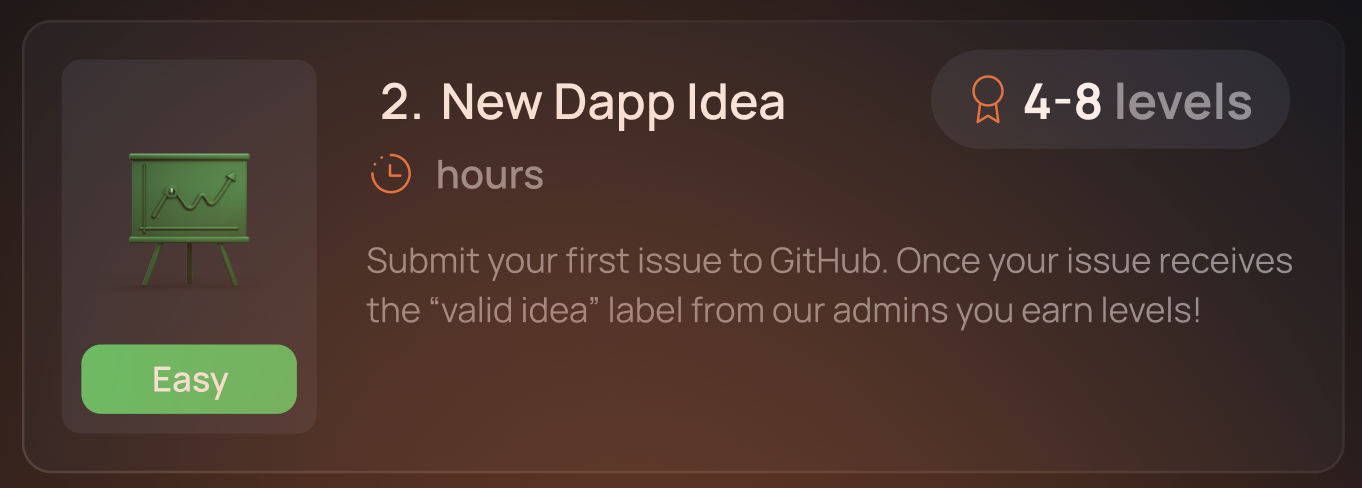 2. New Dapp Idea
4-8 levels
hours
Submit your first issue to GitHub. Once your issue receives
the “valid idea” label from our admins you earn levels!
Easy